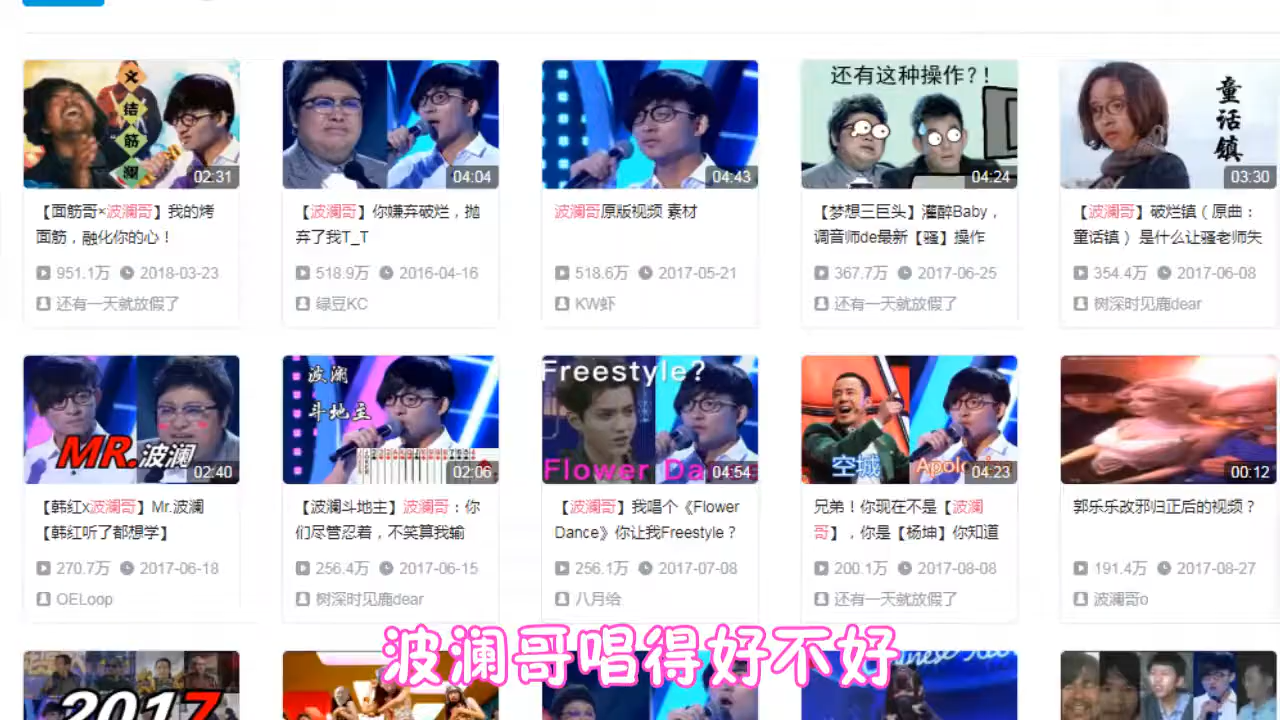 文
结
筋
澜
02:31
04:04
04:43
还有这种操作?!
04:24
童
话
镇
03:30
【面筋哥×波澜哥】我的烤
面筋，融化你的心！
951.1万 2018-03-23
还有一天就放假了
【波澜哥】你嫌弃破烂，抛
弃了我T_T
518.9万 2016-04-16
绿豆KC
波澜哥原版视频 素材
518.6万 2017-05-21
KW虾
【梦想三巨头】灌醉Baby，
调音师de最新【骚】操作
367.7万 2017-06-25
还有一天就放假了
【波澜哥】破烂镇（原曲：
童话镇） 是什么让骚老师失
354.4万 2017-06-08
树深时见鹿dear
MR.波澜
02:40
波澜
斗地主
02:06
Freestyle?
Flower Da
04:54
空城
Apolo
04:23
00:12
【韩红x波澜哥】Mr.波澜
【韩红听了都想学】
270.7万 2017-06-18
OELoop
【波澜斗地主】波澜哥：你
们尽管忍着，不笑算我输
256.4万 2017-06-15
树深时见鹿dear
【波澜哥】我唱个《Flower
Dance》你让我Freestyle？
256.1万 2017-07-08
八月给
兄弟！你现在不是【波澜
哥】，你是【杨坤】你知道
200.1万 2017-08-08
还有一天就放假了
郭乐乐改邪归正后的视频？
191.4万 2017-08-27
波澜哥o
波澜哥唱得好不好
2017